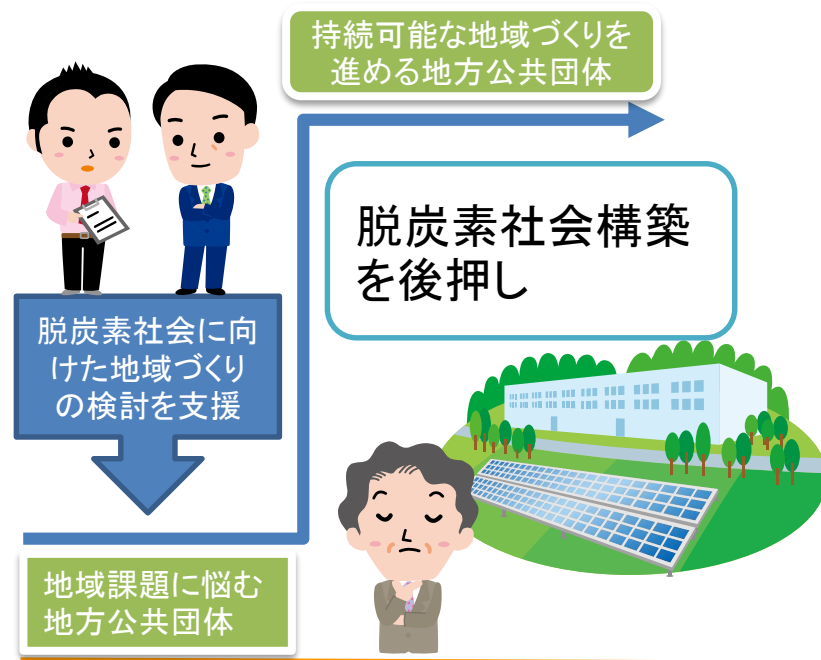 持続可能な地域づくりを
進める地方公共団体
脱炭素社会構築
を後押し
脱炭素社会に向
けた地域づくり
の検討を支援
地域課題に悩む
地方公共団体